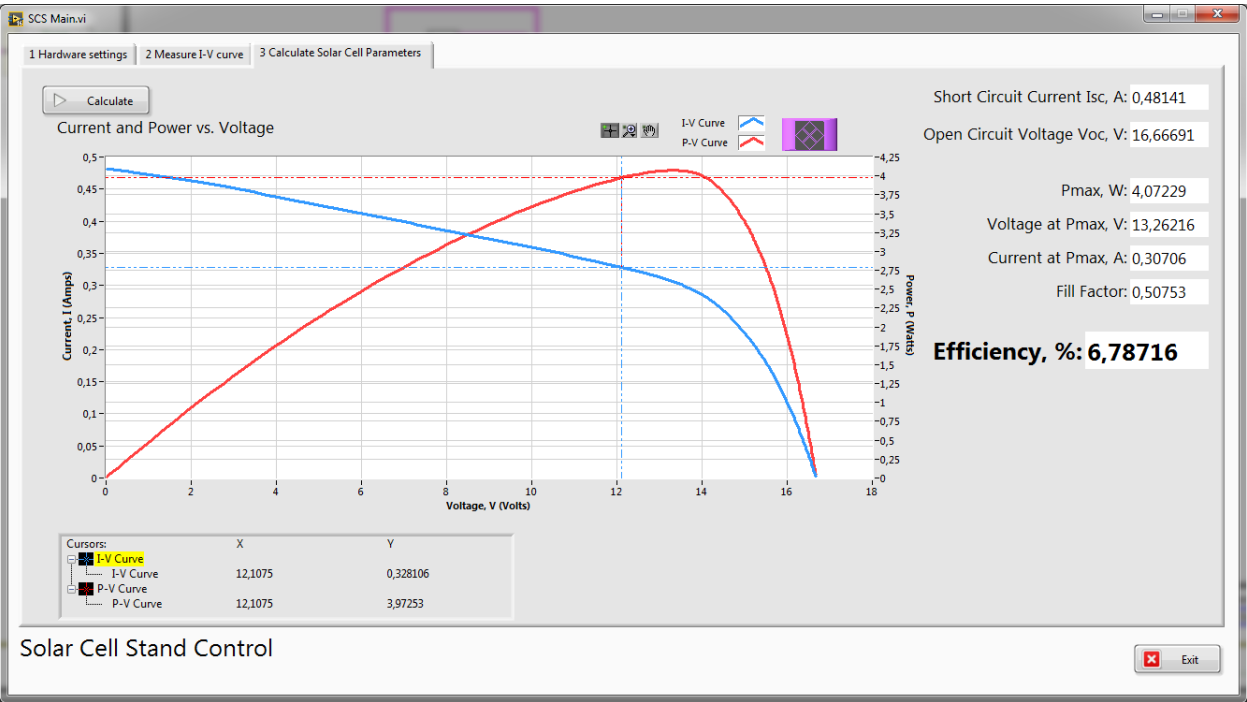 SCS Main.vi
1 Hardware settings 2 Measure I-V curve 3 Calculate Solar Cell Parameters
Calculate
Current and Power vs. Voltage
I-V Curve
P-V Curve
0,5
0,45
0,4
0,35
0,3
0,25
0,2
0,15
0,1
0,05
0
Current, I (Amps)
4,25
4
3,75
3,5
3,25
3
2,75
2,5
2,25
2
1,75
1,5
1,25
1
0,75
0,5
0,25
0
Power, P (Watts)
0 2 4 6 8 10 12 14 16 18
Voltage, V (Volts)
Short Circuit Current Isc, A: 0,48141
Open Circuit Voltage Voc, V: 16,66691
Pmax, W: 4,07229
Voltage at Pmax, V: 13,26216
Current at Pmax, A: 0,30706
Fill Factor: 0,50753
Efficiency, %: 6,78716
Cursors: X Y
I-V Curve
I-V Curve 12,1075 0,328106
P-V Curve
P-V Curve 12,1075 3,97253
Solar Cell Stand Control
Exit